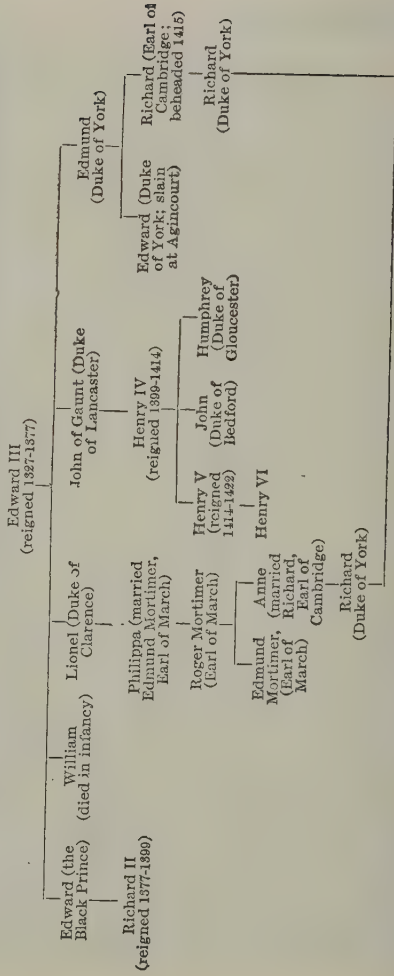 Edward III
(reigned 1327-1377)
Edward (the
Black Prince)
Richard II
(reigned 1377-1399)
William
(died in infancy)
Lionel (Duke of
Clarence)
Philippa (married
Edmund Mortimer,
Earl of March)
Roger Mortimer
(Earl of March)
Edmund
Mortimer,
(Earl of
March)
Anne
(married
Richard,
Earl of
Cambridge)
Richard
(Duke of York)
John of Gaunt (Duke
of Lancaster)
Henry IV
(reigned 1399-1414)
Henry V
(reigned
1414-1422)
Henry VI
John
(Duke of
Bedford)
Humphrey
(Duke of
Gloucester)
Edmund
(Duke of York)
Edward (Duke
of York; slain
at Agincourt)
Richard (Earl of
Cambridge;
beheaded 1415)
Richard
(Duke of York)